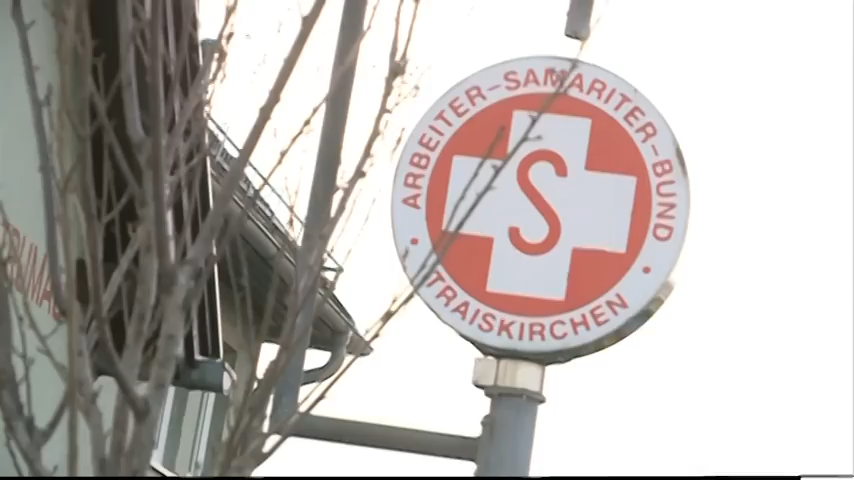 ARBEITER-SAMARITER-BUND
S
• TRAISKIRCHEN •